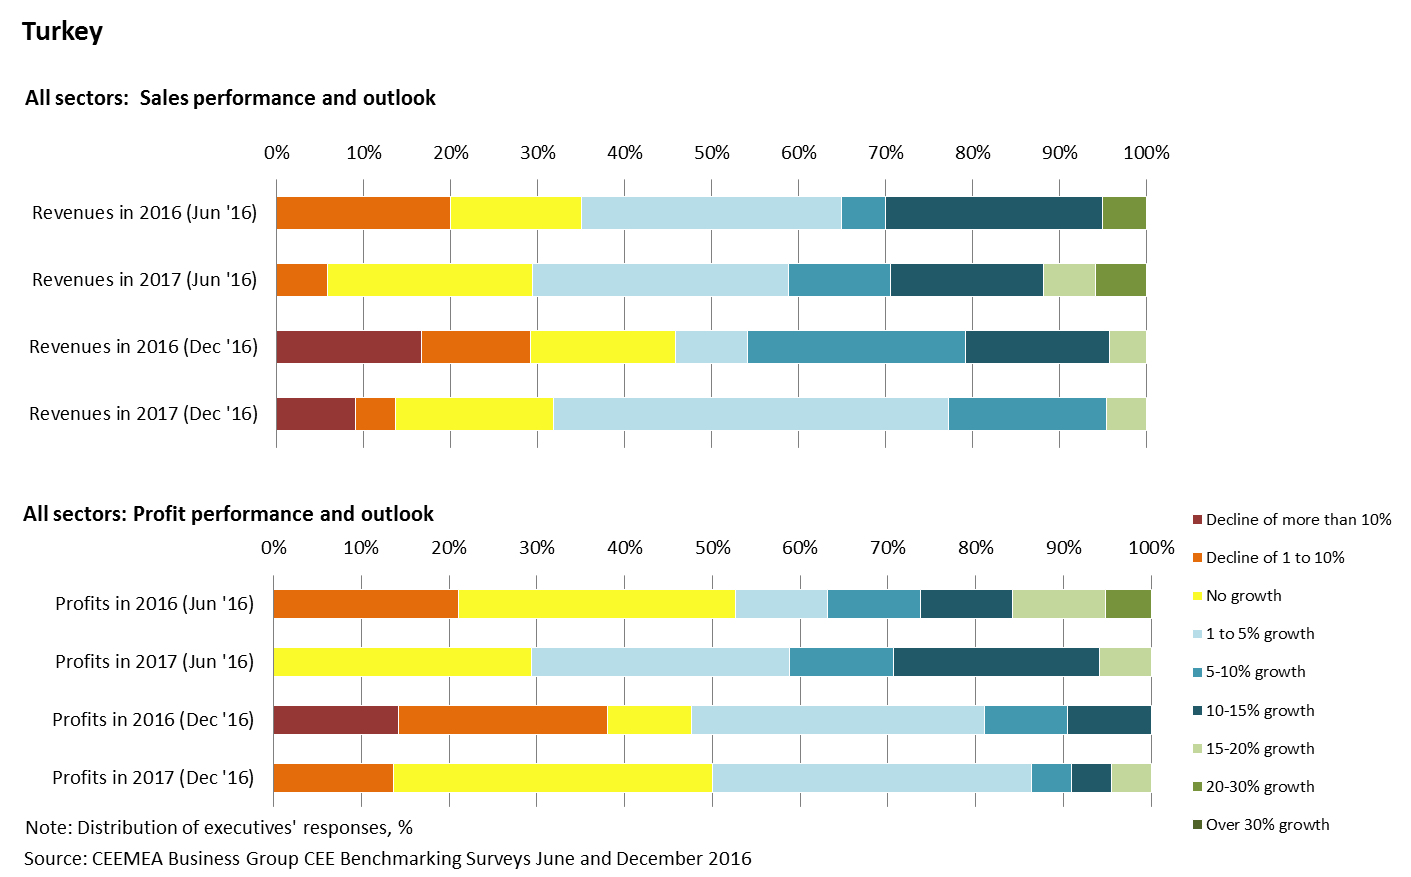 Turkey
All sectors:  Sales performance and outlook
0% 10% 20% 30% 40% 50% 60% 70% 80% 90% 100%
Revenues in 2016 (Jun '16)
Revenues in 2017 (Jun '16)
Revenues in 2016 (Dec '16)
Revenues in 2017 (Dec '16)
All sectors: Profit performance and outlook
0% 10% 20% 30% 40% 50% 60% 70% 80% 90% 100%
Profits in 2016 (Jun '16)
Profits in 2017 (Jun '16)
Profits in 2016 (Dec '16)
Profits in 2017 (Dec '16)
Decline of more than 10%
Decline of 1 to 10%
No growth
1 to 5% growth
5-10% growth
10-15% growth
15-20% growth
20-30% growth
Over 30% growth
Note: Distribution of executives' responses, %
Source: CEEMEA Business Group CEE Benchmarking Surveys June and December 2016